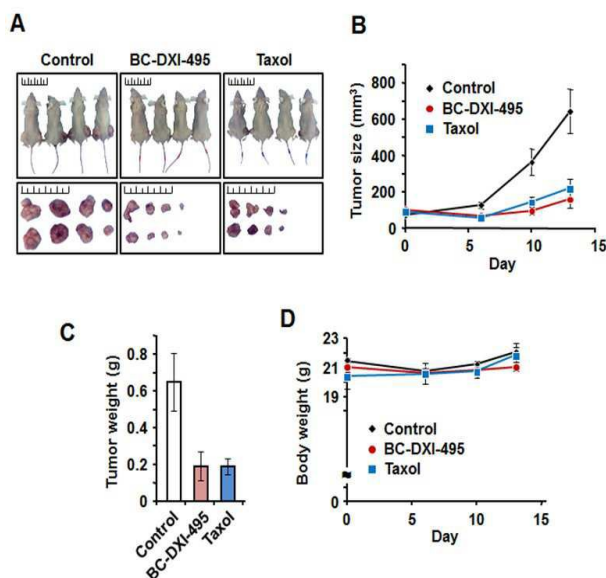 A
Control
BC-DXI-495
Taxol
B
Tumor size (mm³)
800
600
400
200
0
0
5
10
15
Day
Control
BC-DXI-495
Taxol
C
Tumor weight (g)
0.8
0.6
0.4
0.2
0
Control
BC-DXI-495
Taxol
D
Body weight (g)
23
21
19
0
0
5
10
15
Day
Control
BC-DXI-495
Taxol